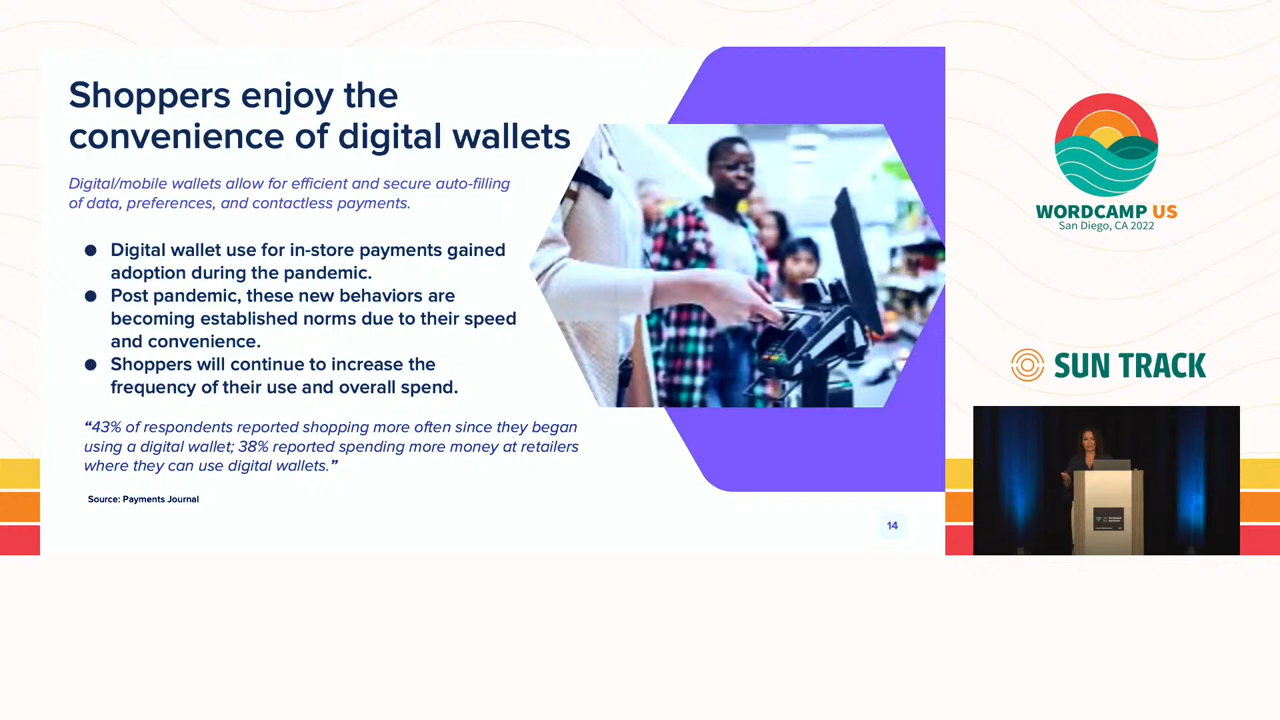 Shoppers enjoy the
convenience of digital wallets
Digital/mobile wallets allow for efficient and secure auto-filling
of data, preferences, and contactless payments.
● Digital wallet use for in-store payments gained
adoption during the pandemic.
● Post pandemic, these new behaviors are
becoming established norms due to their speed
and convenience.
● Shoppers will continue to increase the
frequency of their use and overall spend.
“43% of respondents reported shopping more often since they began
using a digital wallet; 38% reported spending more money at retailers
where they can use digital wallets.”
Source: Payments Journal
14
WORDCAMP US
San Diego, CA 2022
SUN TRACK